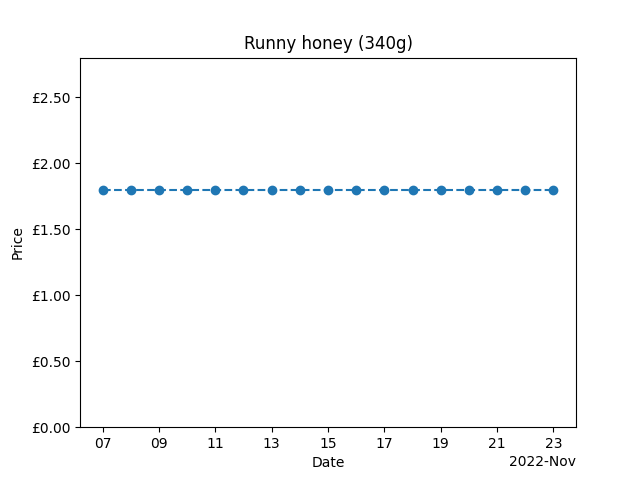 Runny honey (340g)
Price
£2.50
£2.00
£1.50
£1.00
£0.50
£0.00
07 09 11 13 15 17 19 21 23
Date
2022-Nov